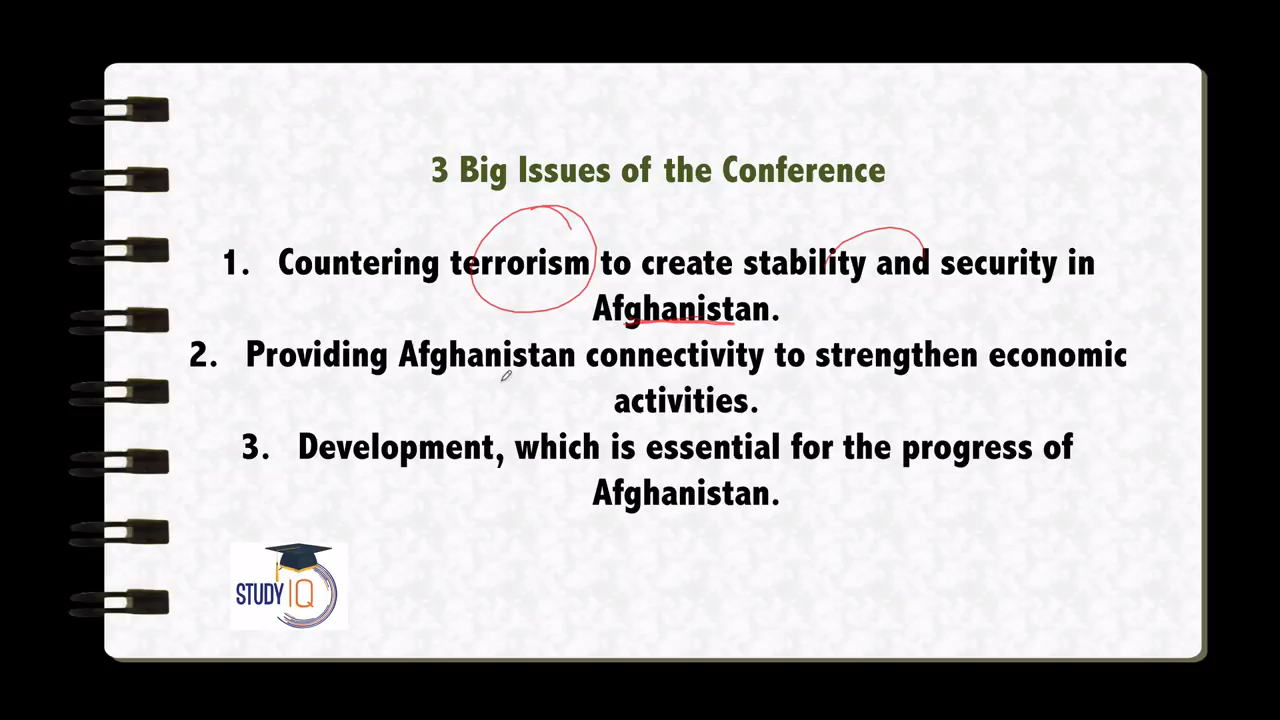 3 Big Issues of the Conference
1. Countering terrorism to create stability and security in
Afghanistan.
2. Providing Afghanistan connectivity to strengthen economic
activities.
3. Development, which is essential for the progress of
Afghanistan.
STUDY IQ